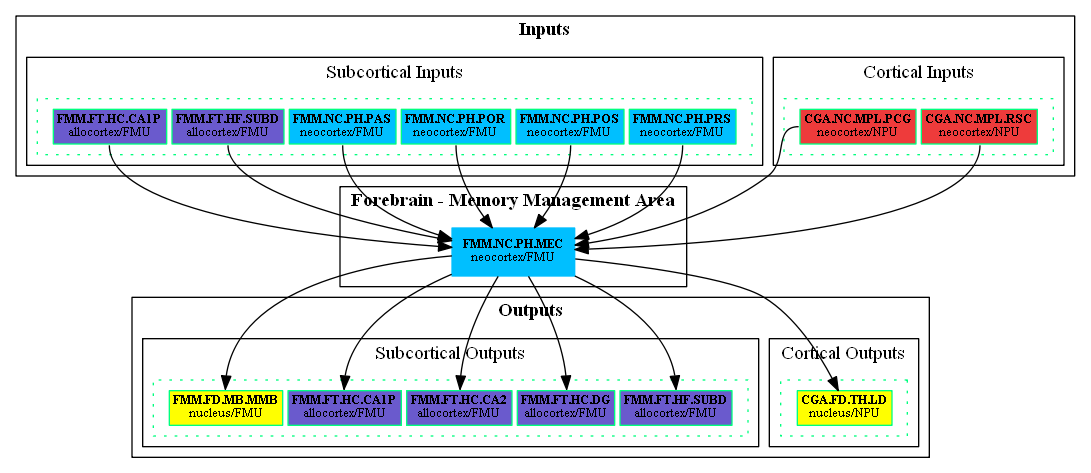 Inputs
Subcortical Inputs
Cortical Inputs
FMM.FT.HC.CA1P
allocortex/FMU
FMM.FT.HF.SUBD
allocortex/FMU
FMM.NC.PH.PAS
neocortex/FMU
FMM.NC.PH.POR
neocortex/FMU
FMM.NC.PH.POS
neocortex/FMU
FMM.NC.PH.PRS
neocortex/FMU
CGA.NC.MPL.PCG
neocortex/NPU
CGA.NC.MPL.RSC
neocortex/NPU
Forebrain - Memory Management Area
FMM.NC.PH.MEC
neocortex/FMU
Outputs
Subcortical Outputs
Cortical Outputs
FMM.FD.MB.MMB
nucleus/FMU
FMM.FT.HC.CA1P
allocortex/FMU
FMM.FT.HC.CA2
allocortex/FMU
FMM.FT.HC.DG
allocortex/FMU
FMM.FT.HF.SUBD
allocortex/FMU
CGA.FD.TH.LD
nucleus/NPU